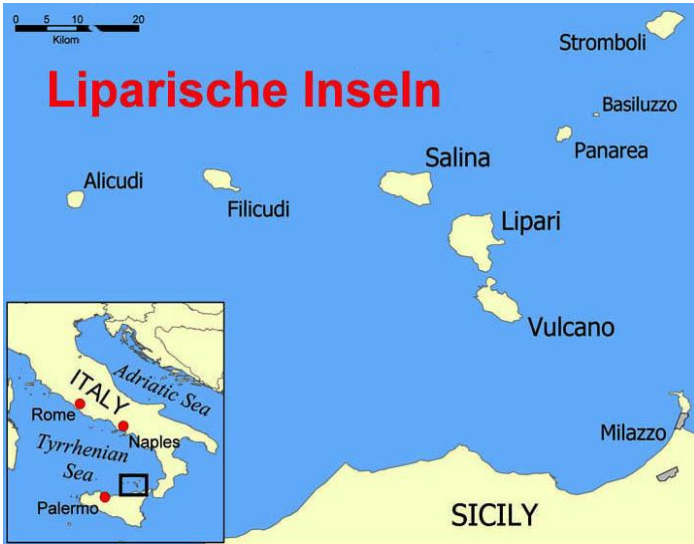 0 5 10 20
Kilom
Liparische Inseln
Stromboli
Basiluzzo
Panarea
Salina
Alicudi
Filicudi
Lipari
Vulcano
Milazzo
SICILY
ITALY
Adriatic Sea
Rome
Naples
Tyrrhenian
Sea
Palermo